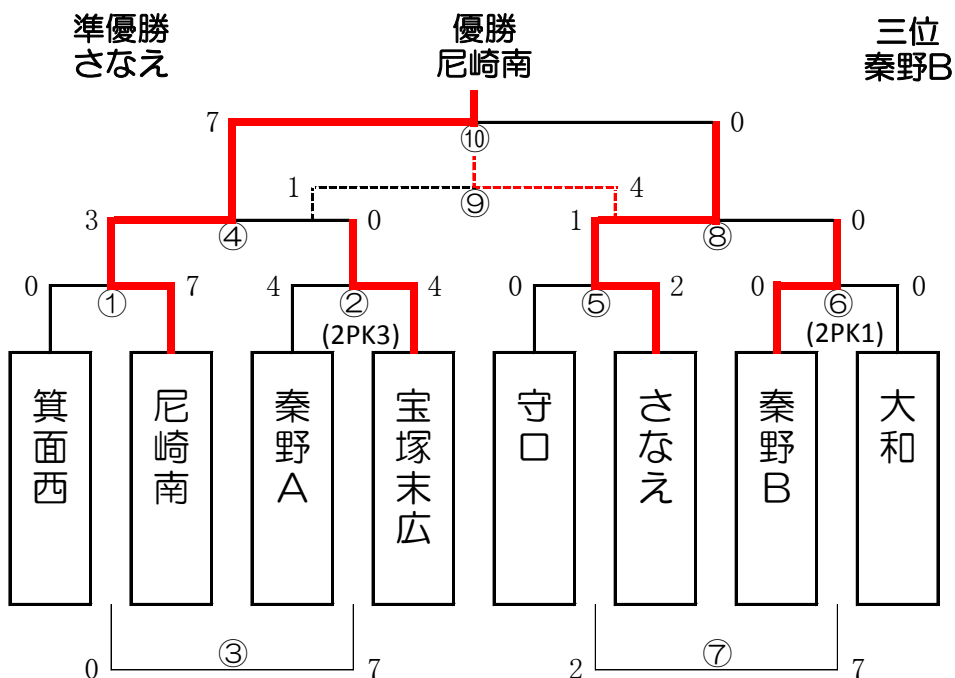 準優勝
さなえ
優勝
尼崎南
三位
秦野B
7
⑩
0
1
⑨
4
3
④
0
1
⑧
0
0
①
7
4
②
4
0
⑤
2
0
⑥
0
(2PK3)
(2PK1)
箕面西
尼崎南
秦野A
宝塚末広
守口
さなえ
秦野B
大和
0
③
7
2
⑦
7